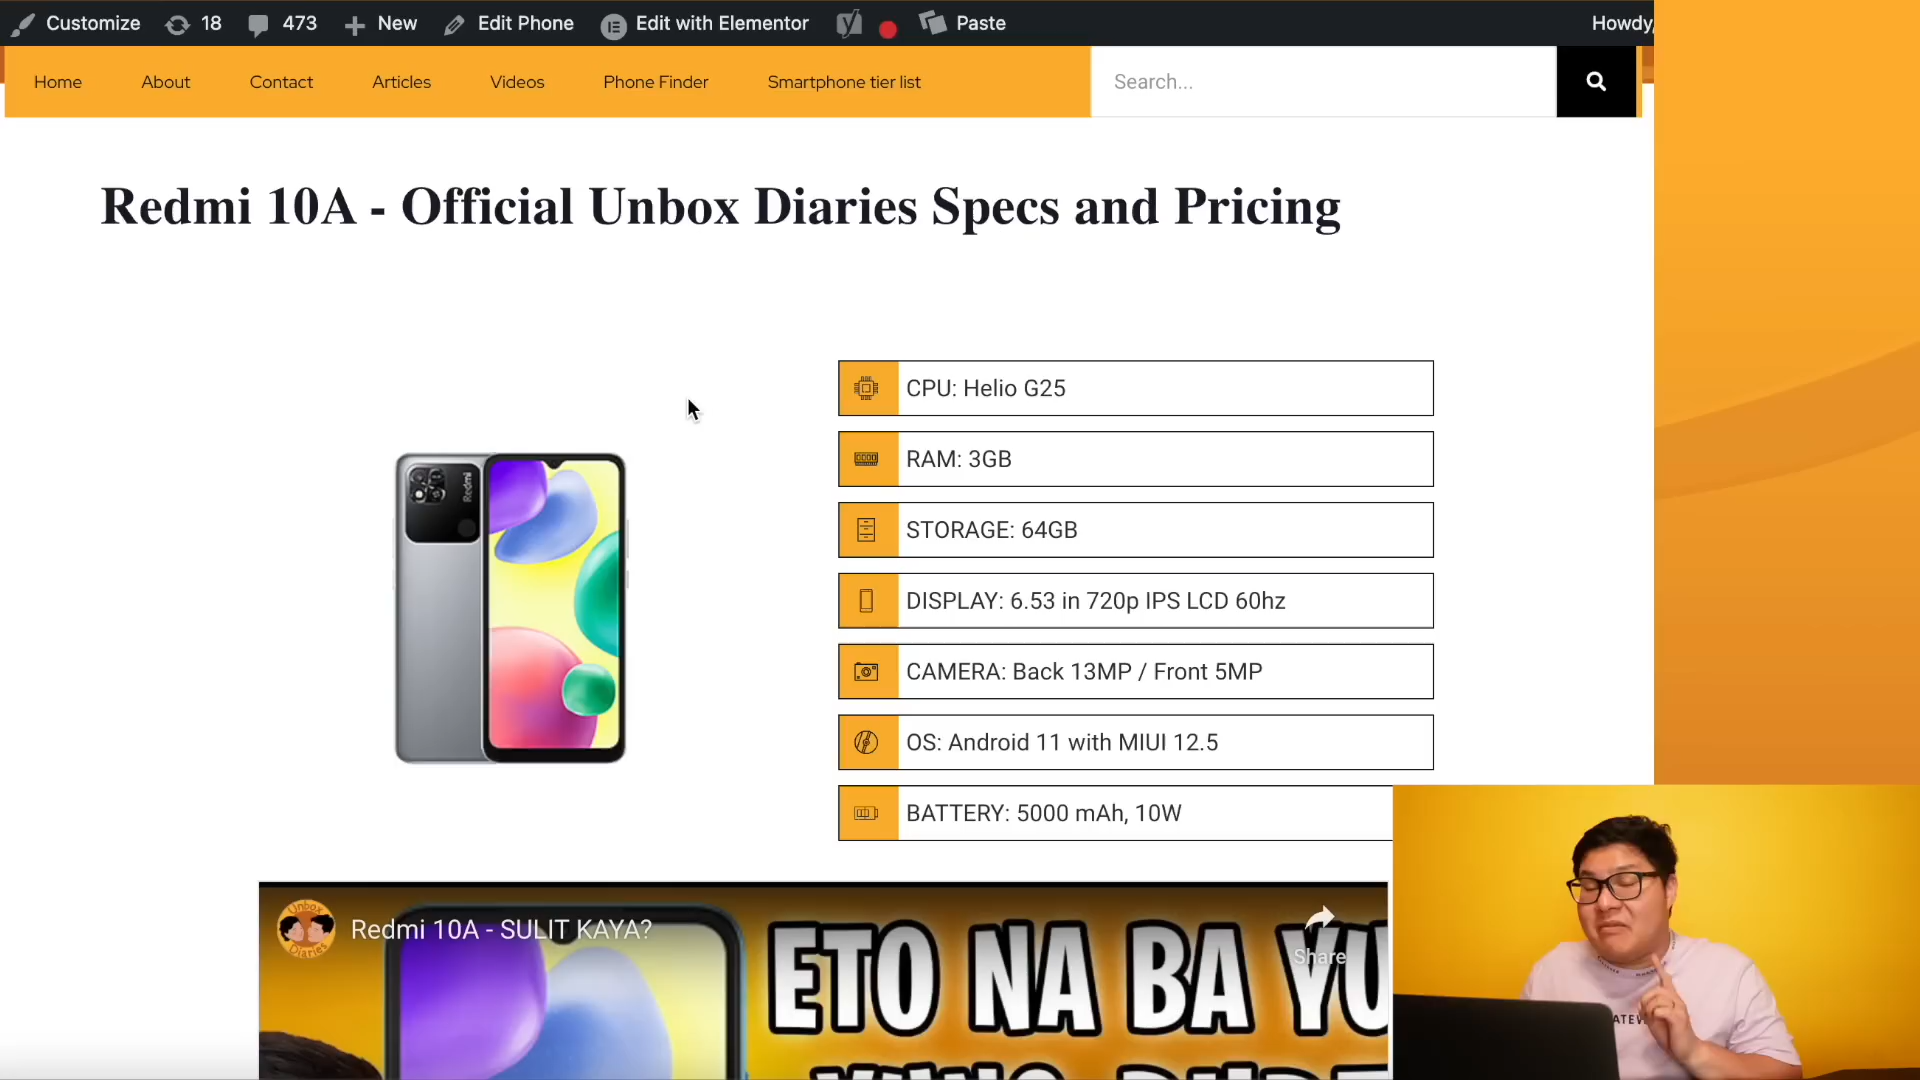 Customize 18 473 New Edit Phone Edit with Elementor Paste Howdy,
Home About Contact Articles Videos Phone Finder Smartphone tier list Search...
Redmi 10A - Official Unbox Diaries Specs and Pricing
CPU: Helio G25
RAM: 3GB
STORAGE: 64GB
DISPLAY: 6.53 in 720p IPS LCD 60hz
CAMERA: Back 13MP / Front 5MP
OS: Android 11 with MIUI 12.5
BATTERY: 5000 mAh, 10W
Redmi
Unbox
Diaries
Redmi 10A - SULIT KAYA?
Share
ETO NA BA YU